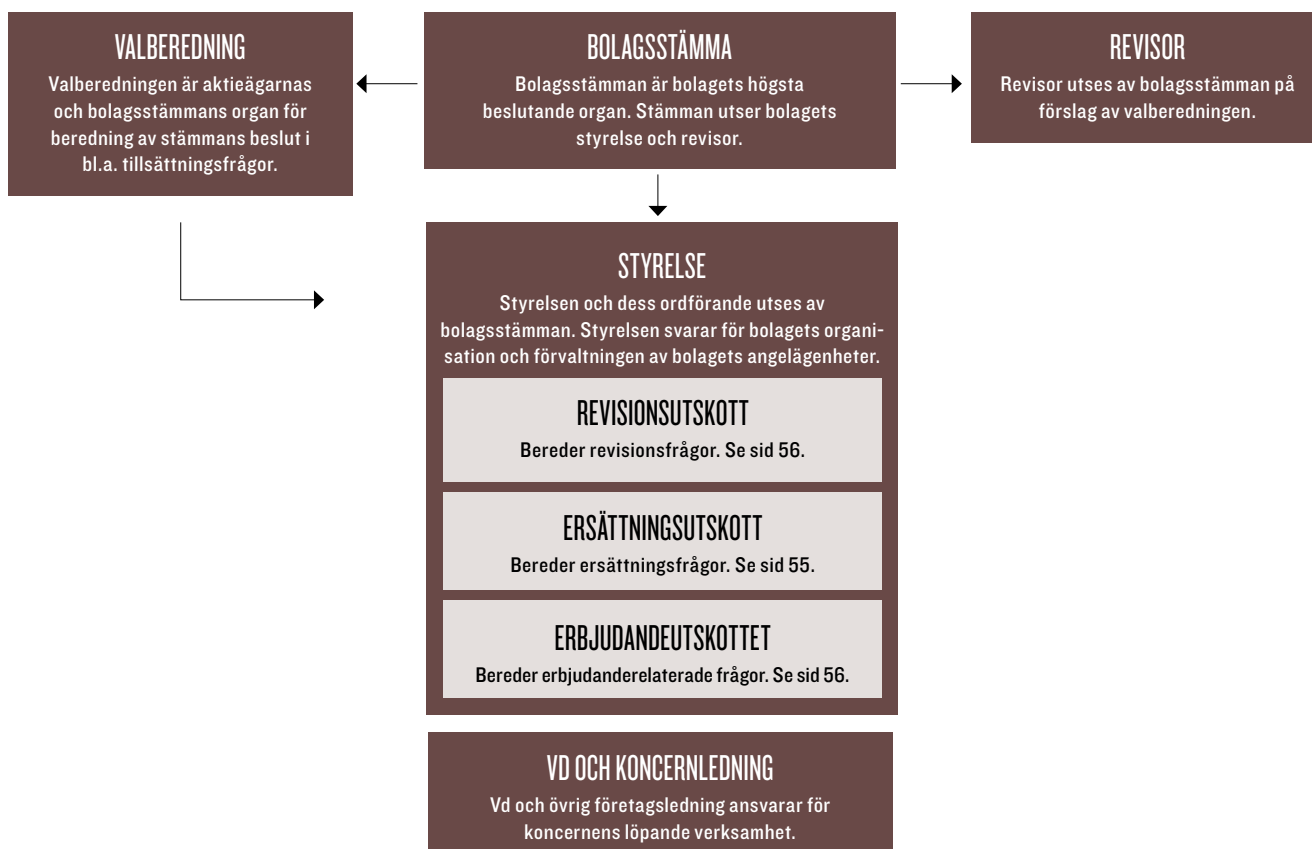 VALBEREDNING
Valberedningen är aktieägarnas
och bolagsstämmans organ för
beredning av stämmans beslut i
bl.a. tillsättningsfrågor.
BOLAGSSTÄMMA
Bolagsstämman är bolagets högsta
beslutande organ. Stämman utser bolagets
styrelse och revisor.
REVISOR
Revisor utses av bolagsstämman på
förslag av valberedningen.
STYRELSE
Styrelsen och dess ordförande utses av
bolagsstämman. Styrelsen svarar för bolagets organi-
sation och förvaltningen av bolagets angelägenheter.
REVISIONSUTSKOTT
Bereder revisionsfrågor. Se sid 56.
ERSÄTTNINGSUTSKOTT
Bereder ersättningsfrågor. Se sid 55.
ERBJUDANDEUTSKOTTET
Bereder erbjudanderelaterade frågor. Se sid 56.
VD OCH KONCERNLEDNING
Vd och övrig företagsledning ansvarar för
koncernens löpande verksamhet.